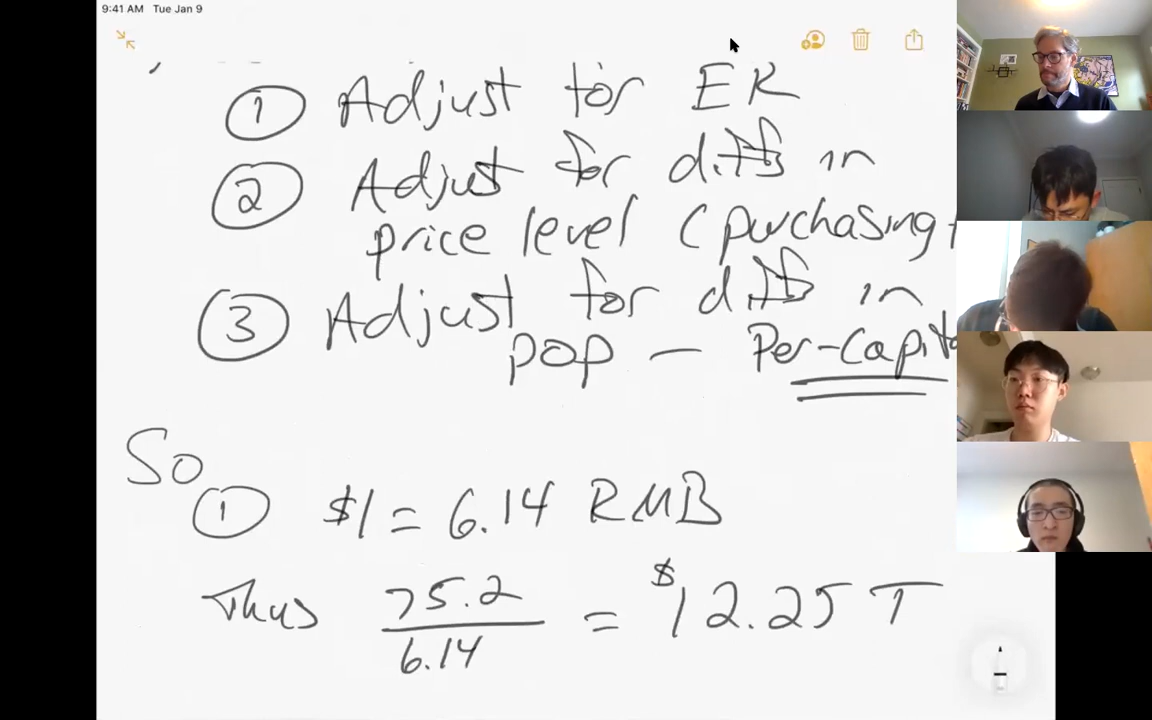 9:41 AM Tue Jan 9
① Adjust for ER
② Adjust for diffs in
price level (purchasing
③ Adjust for diffs in
pop — Per-Capita
So
① $1 = 6.14 RMB
Thus 75.2 / 6.14 = $12.25 T